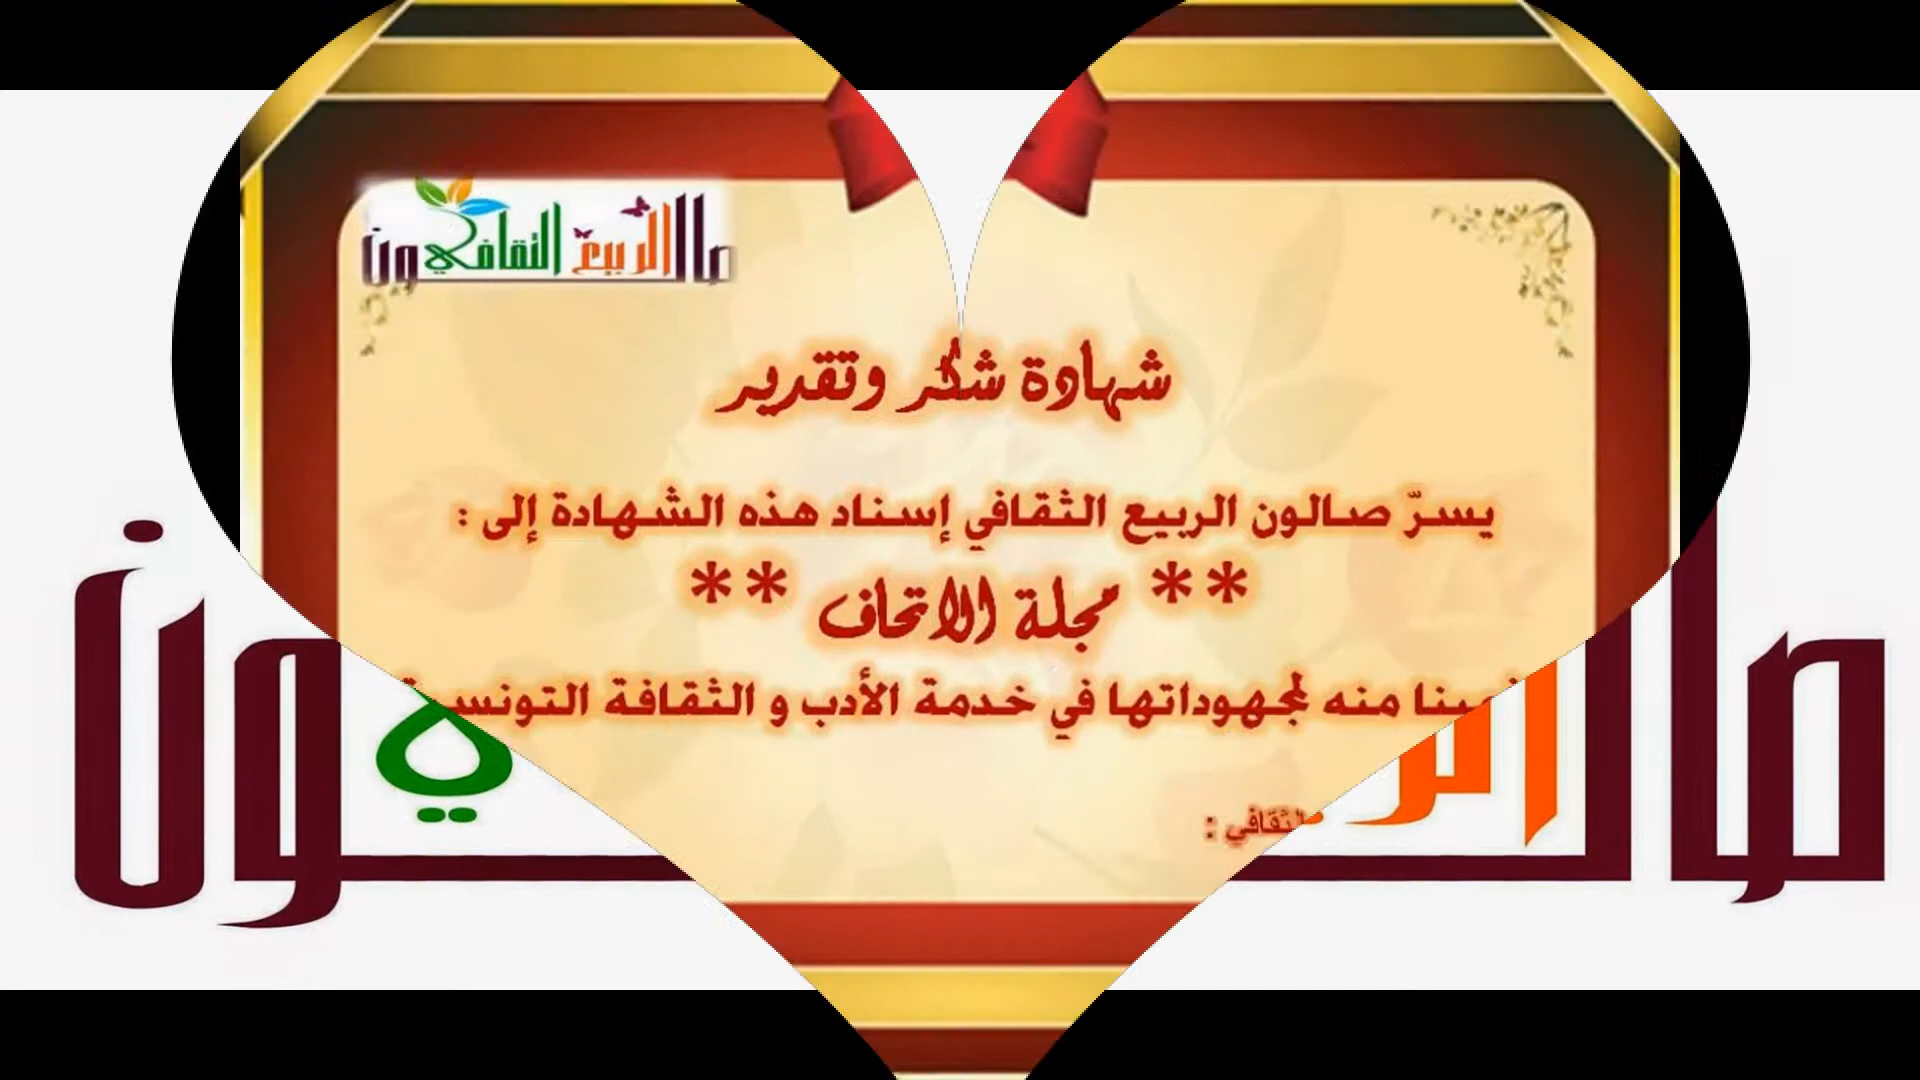 صالون الربيع الثقافي
شهادة شكر وتقدير
يسرّ صالون الربيع الثقافي إسناد هذه الشهادة إلى :
** مجلة الاتحاف **
منه لمجهوداتها في خدمة الأدب و الثقافة
: